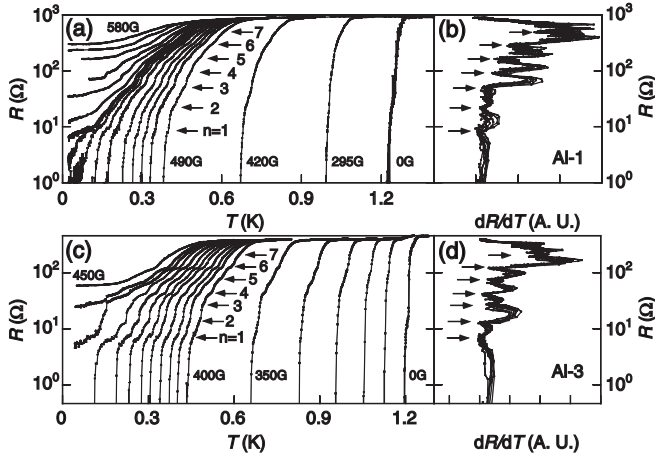 (a)
580G
7
6
5
4
3
2
n=1
490G
420G
295G
0G
10³
10²
10¹
10⁰
R (Ω)
0
0.3
0.6
0.9
1.2
T (K)
(b)
Al-1
10³
10²
10¹
10⁰
R (Ω)
dR/dT (A. U.)
(c)
450G
7
6
5
4
3
2
n=1
400G
350G
0G
10²
10¹
10⁰
R (Ω)
0
0.3
0.6
0.9
1.2
T (K)
(d)
Al-3
10²
10¹
10⁰
R (Ω)
dR/dT (A. U.)